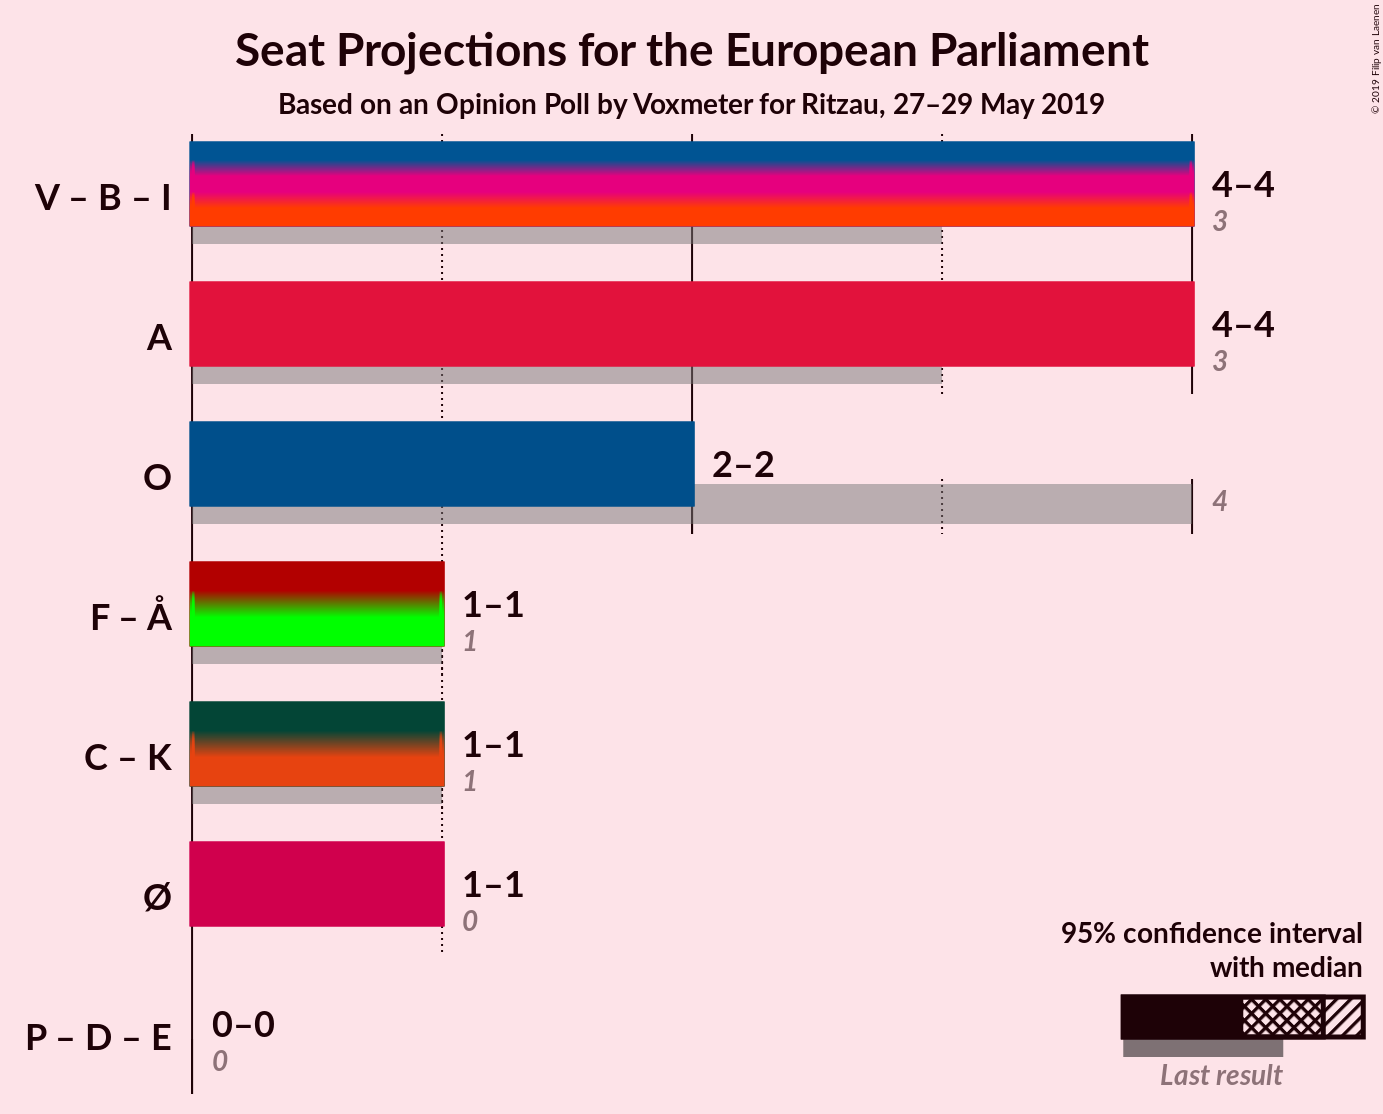 Seat Projections for the European Parliament
Based on an Opinion Poll by Voxmeter for Ritzau, 27–29 May 2019
© 2019 Filip van Laenen
V – B – I
4–4
3
A
4–4
3
O
2–2
4
F – Å
1–1
1
C – K
1–1
1
Ø
1–1
0
P – D – E
0–0
0
95% confidence interval
with median
Last result